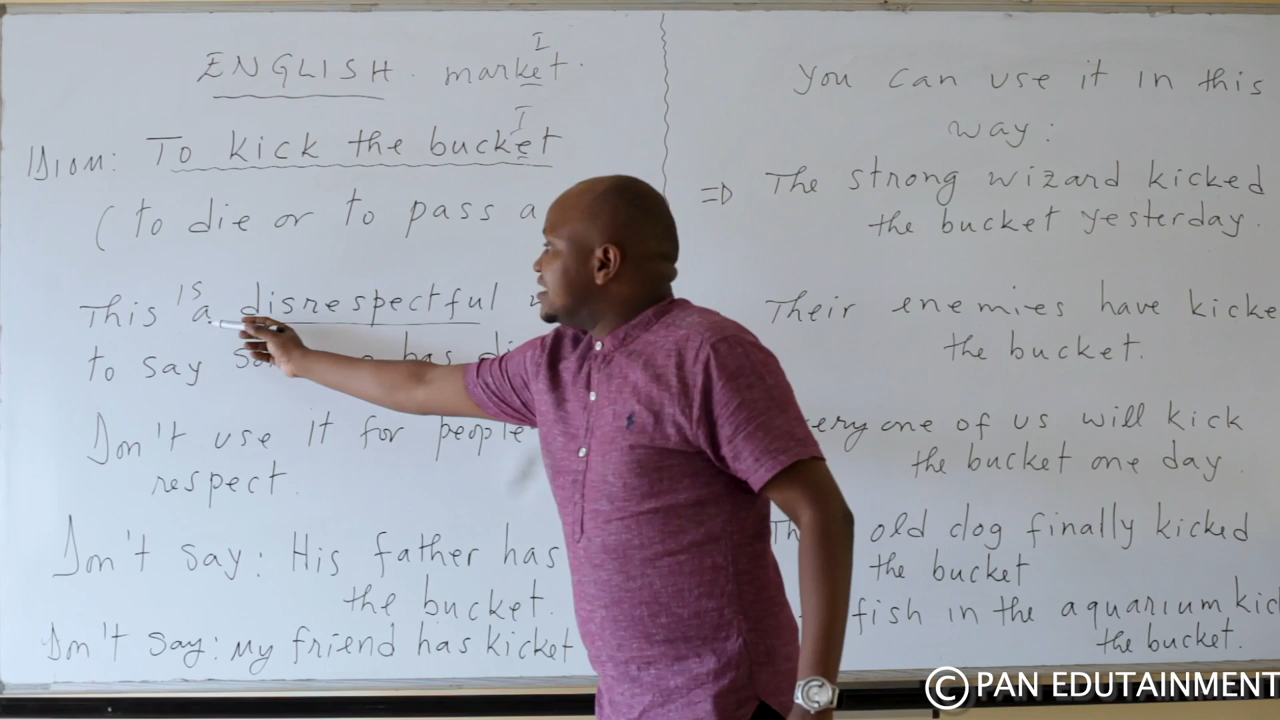 I
ENGLISH. market.
I
IDIOM: To kick the bucket
(to die or to pass a
This is a disrespectful
to say has di
Don't use it for people
respect.
Don't say: His father has
the bucket.
Don't say: My friend has kicket
you can use it in this
way:
⇒ The strong wizard kicked
the bucket yesterday.
Their enemies have kicke
the bucket.
very one of us will kick
the bucket one day.
Th old dog finally kicked
the bucket
fish in the aquarium kic
the bucket.
© PAN EDUTAINMENT